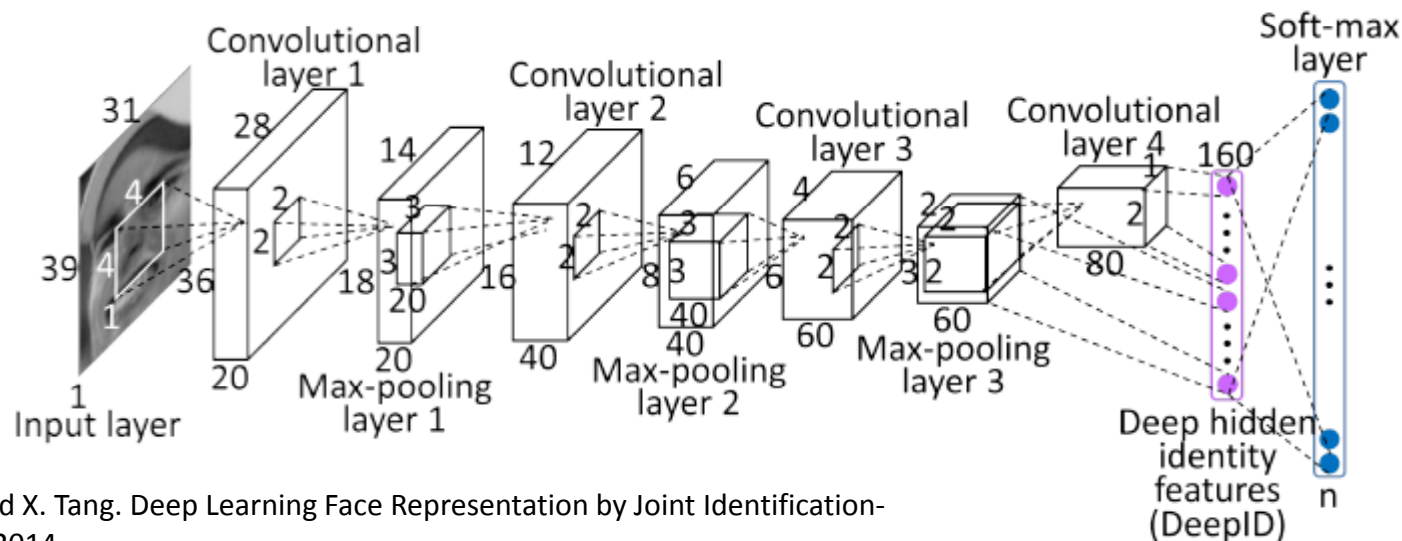 Soft-max
layer
Convolutional
layer 1
Convolutional
layer 2
Convolutional
layer 3
Convolutional
layer 4
31
39
4
4
1
1
Input layer
28
36
2
2
20
14
18
3
3
20
20
Max-pooling
layer 1
12
16
2
2
40
6
8
3
3
40
40
Max-pooling
layer 2
4
6
2
2
60
2
3
2
2
60
Max-pooling
layer 3
1
2
80
160
Deep hidden
identity
features
(DeepID)
n
d X. Tang. Deep Learning Face Representation by Joint Identification-